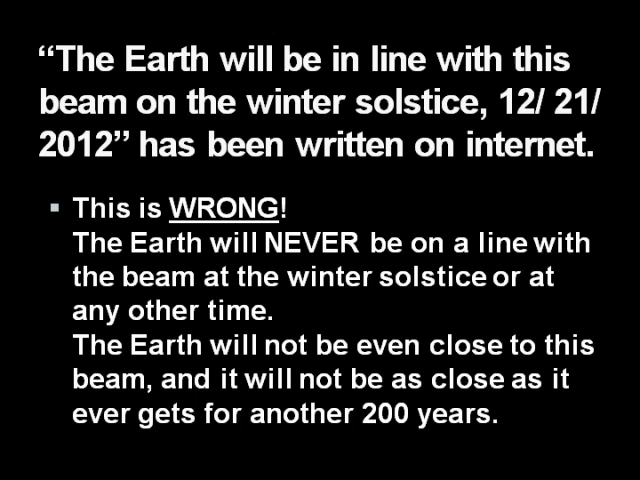 “The Earth will be in line with this
beam on the winter solstice, 12/ 21/
2012” has been written on internet.
▪ This is WRONG!
The Earth will NEVER be on a line with
the beam at the winter solstice or at
any other time.
The Earth will not be even close to this
beam, and it will not be as close as it
ever gets for another 200 years.